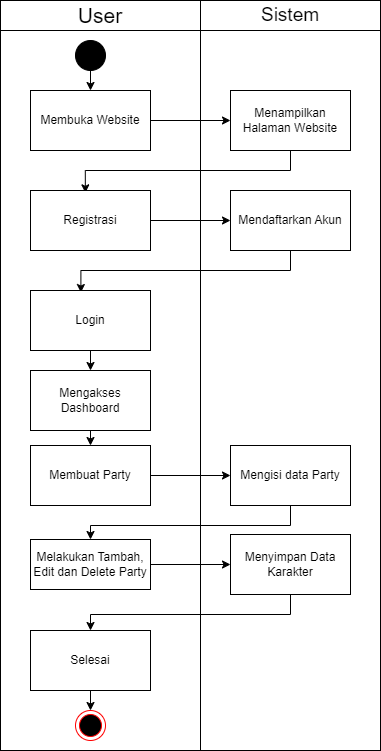 User
Sistem
Membuka Website
Menampilkan
Halaman Website
Registrasi
Mendaftarkan Akun
Login
Mengakses
Dashboard
Membuat Party
Mengisi data Party
Melakukan Tambah,
Edit dan Delete Party
Menyimpan Data
Karakter
Selesai